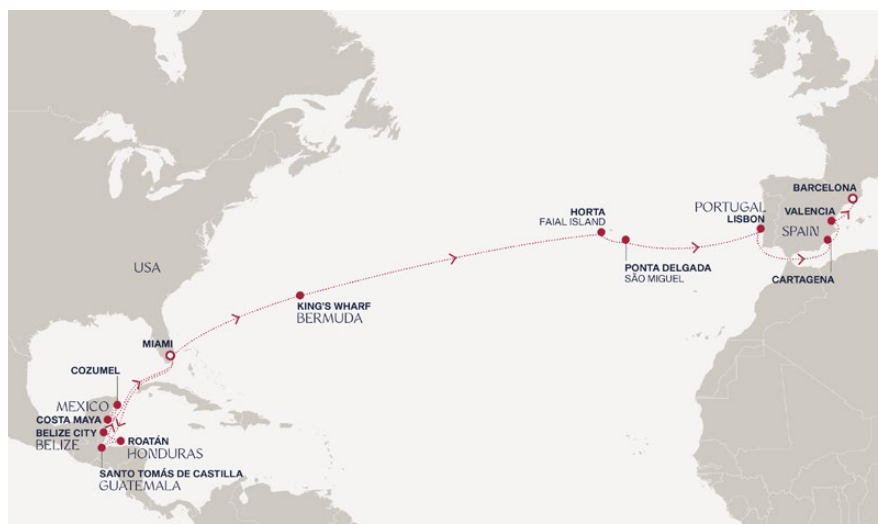 BARCELONA
PORTUGAL
LISBON
VALENCIA
SPAIN
HORTA
FAIAL ISLAND
PONTA DELGADA
SÃO MIGUEL
CARTAGENA
USA
KING'S WHARF
BERMUDA
MIAMI
COZUMEL
MEXICO
COSTA MAYA
BELIZE CITY
BELIZE
ROATÁN
HONDURAS
SANTO TOMÁS DE CASTILLA
GUATEMALA